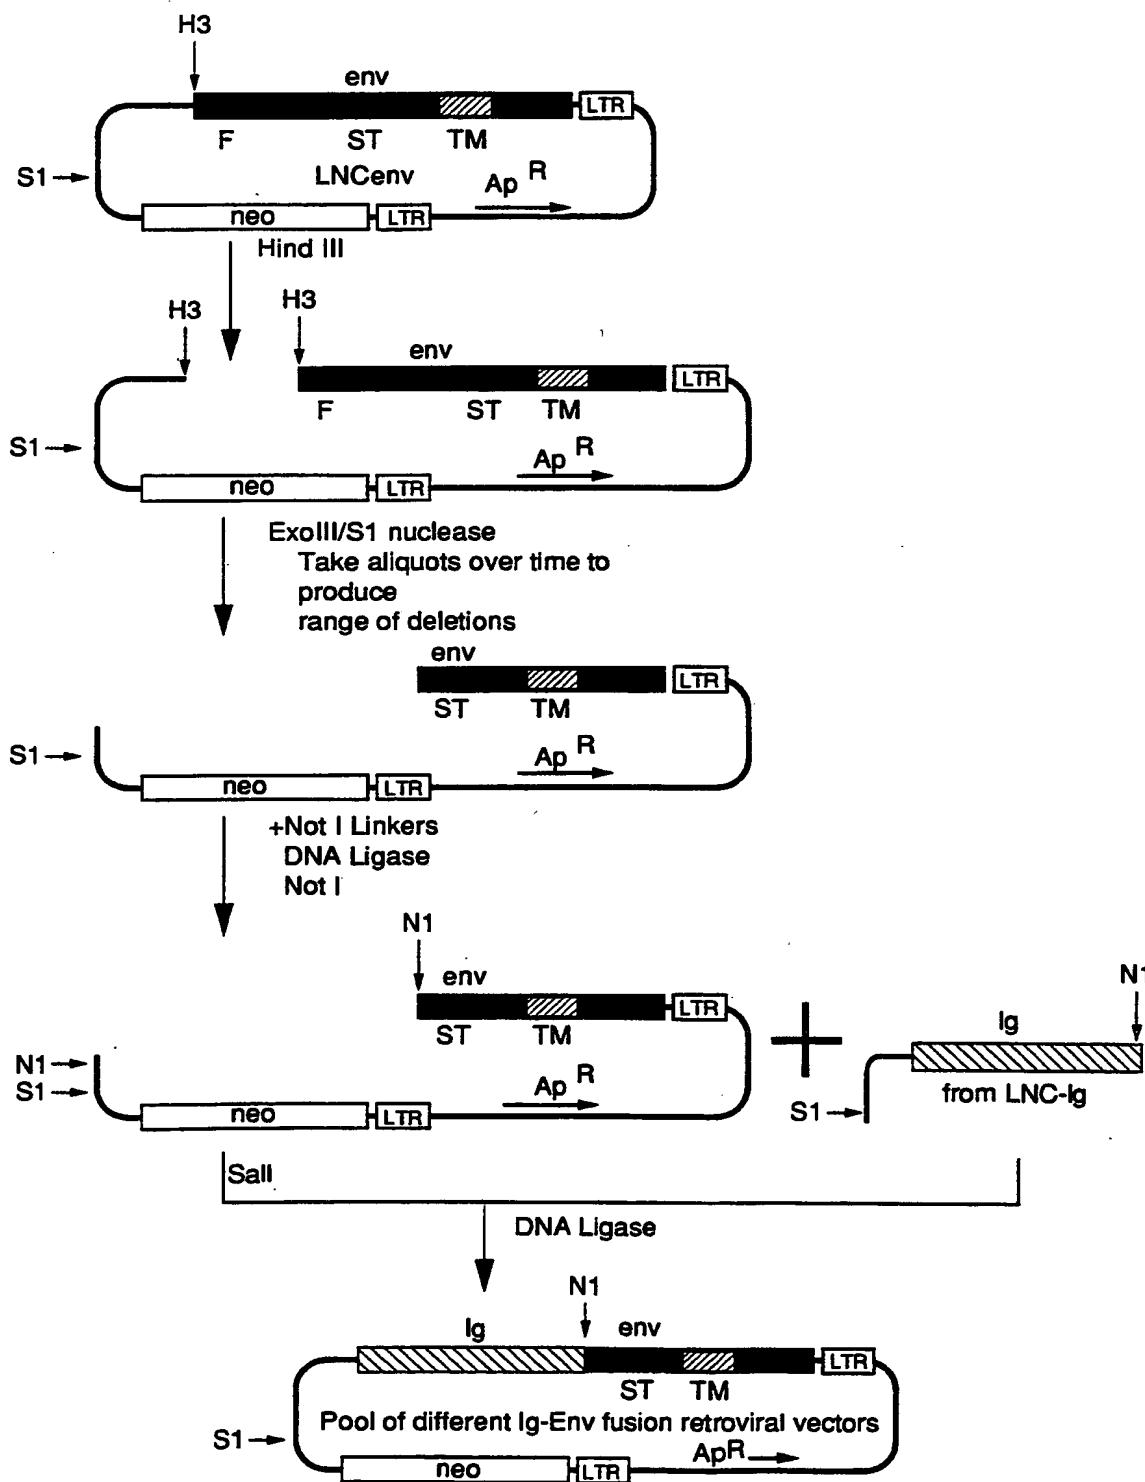 H3
env
LTR
F ST TM
S1
LNCenv
Ap R
neo LTR
Hind III
H3 H3
env
LTR
F ST TM
S1
Ap R
neo LTR
ExoIII/S1 nuclease
Take aliquots over time to
produce
range of deletions
env
LTR
ST TM
S1
Ap R
neo LTR
+Not I Linkers
DNA Ligase
Not I
N1
env
LTR
ST TM
N1
S1
Ap R
neo LTR
N1
Ig
from LNC-Ig
S1
SalI
DNA Ligase
N1
Ig env
LTR
ST TM
Pool of different Ig-Env fusion retroviral vectors
S1
ApR
neo LTR